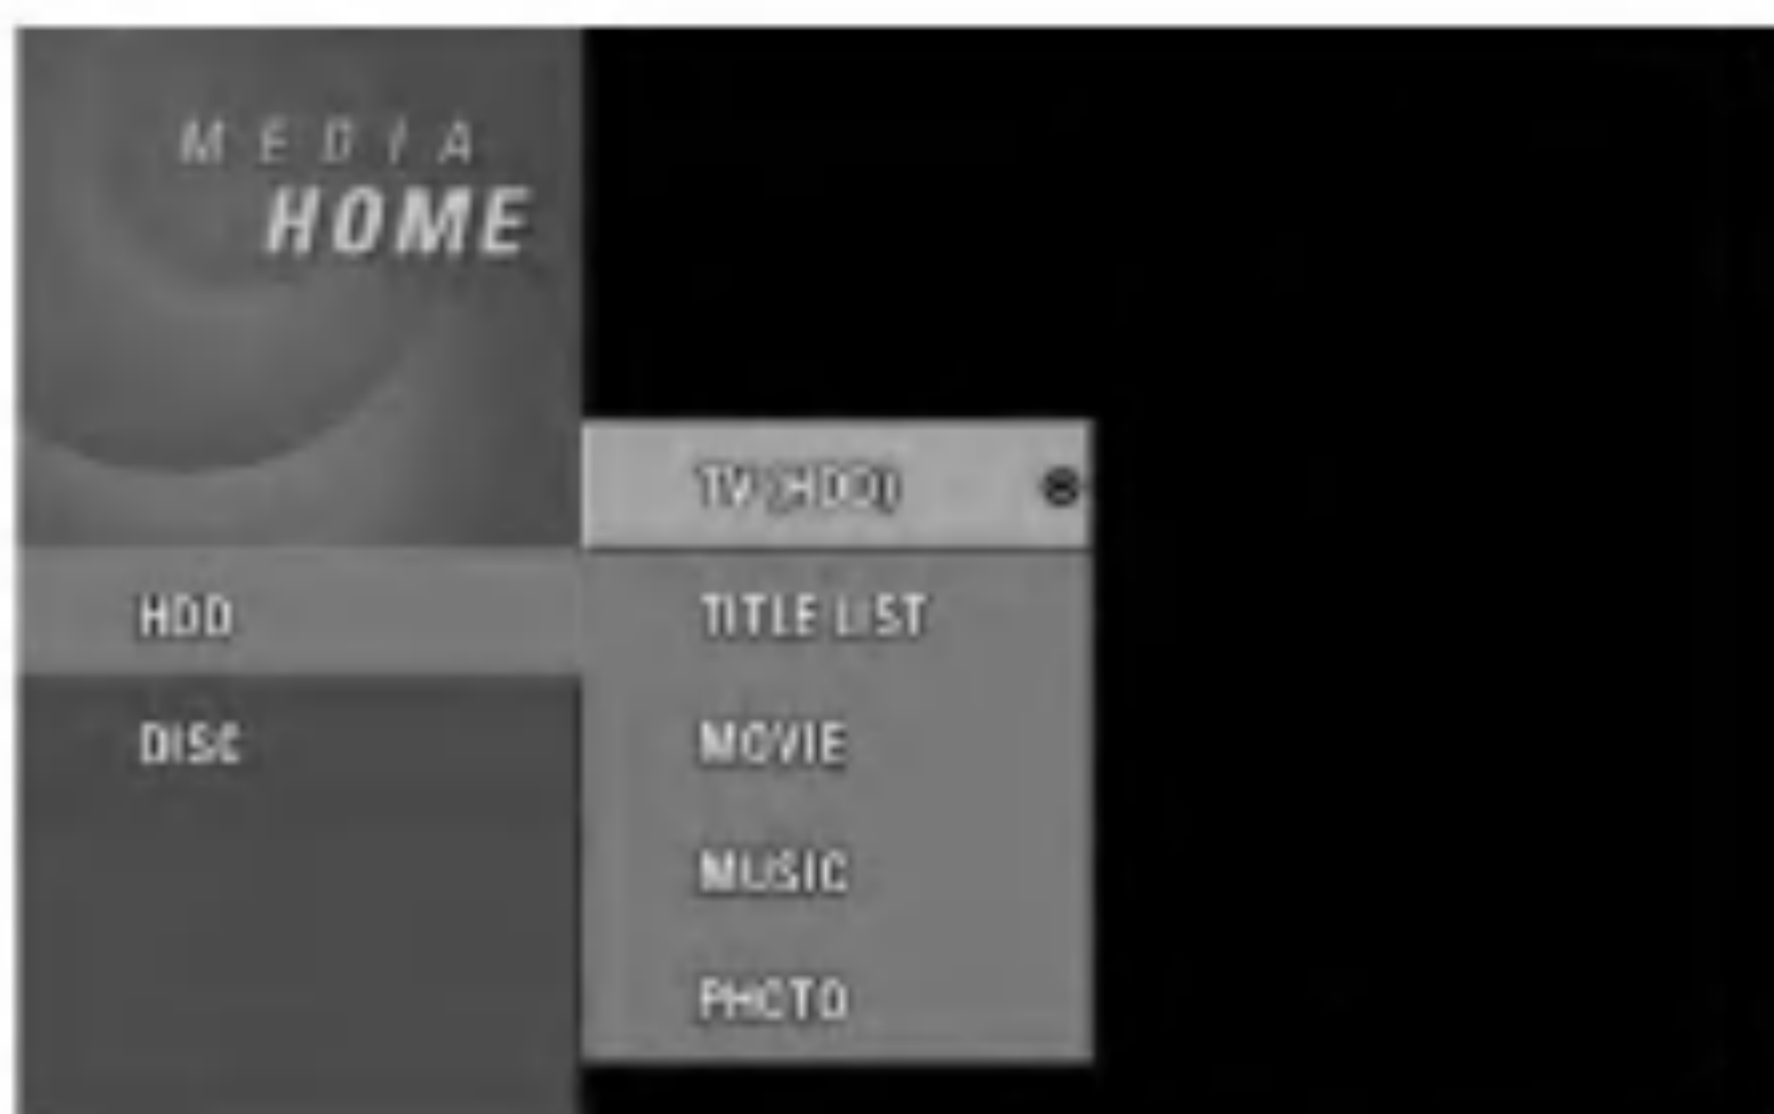 MEDIA
HOME
HDD
DISC
TV (HDD)
TITLE LIST
MOVIE
MUSIC
PHOTO